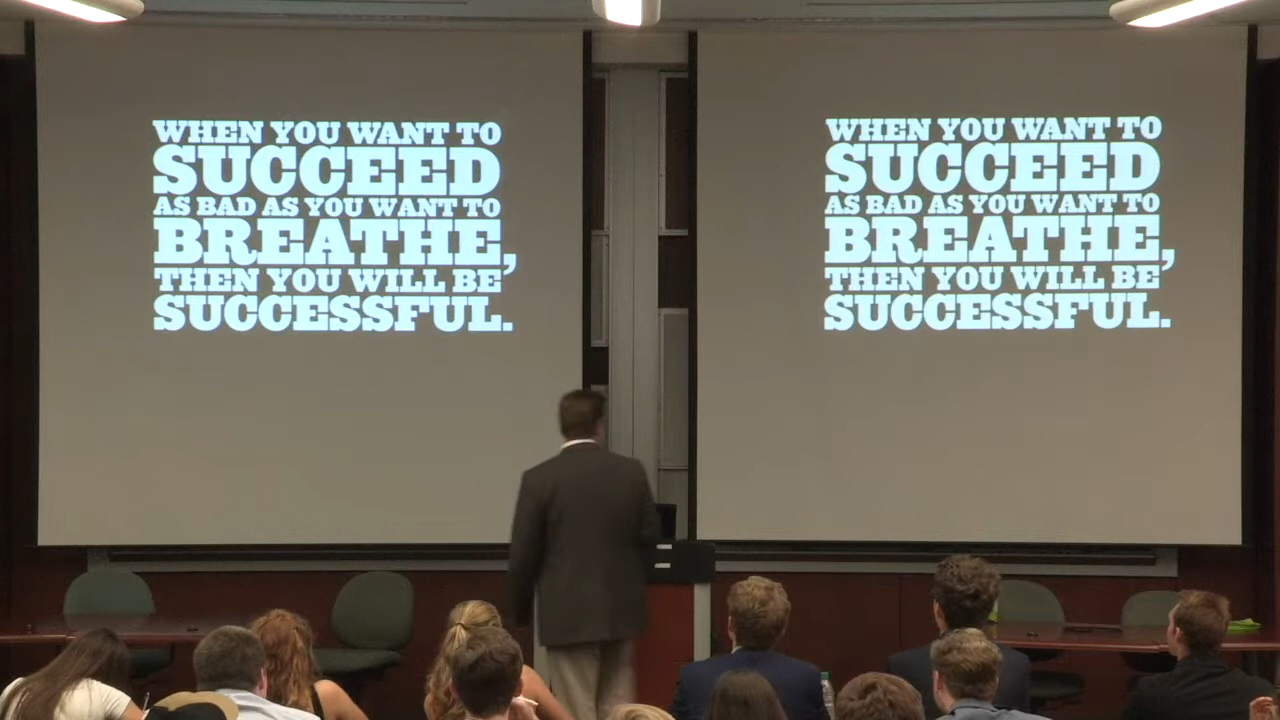 WHEN YOU WANT TO
SUCCEED
AS BAD AS YOU WANT TO
BREATHE,
THEN YOU WILL BE
SUCCESSFUL.
WHEN YOU WANT TO
SUCCEED
AS BAD AS YOU WANT TO
BREATHE,
THEN YOU WILL BE
SUCCESSFUL.